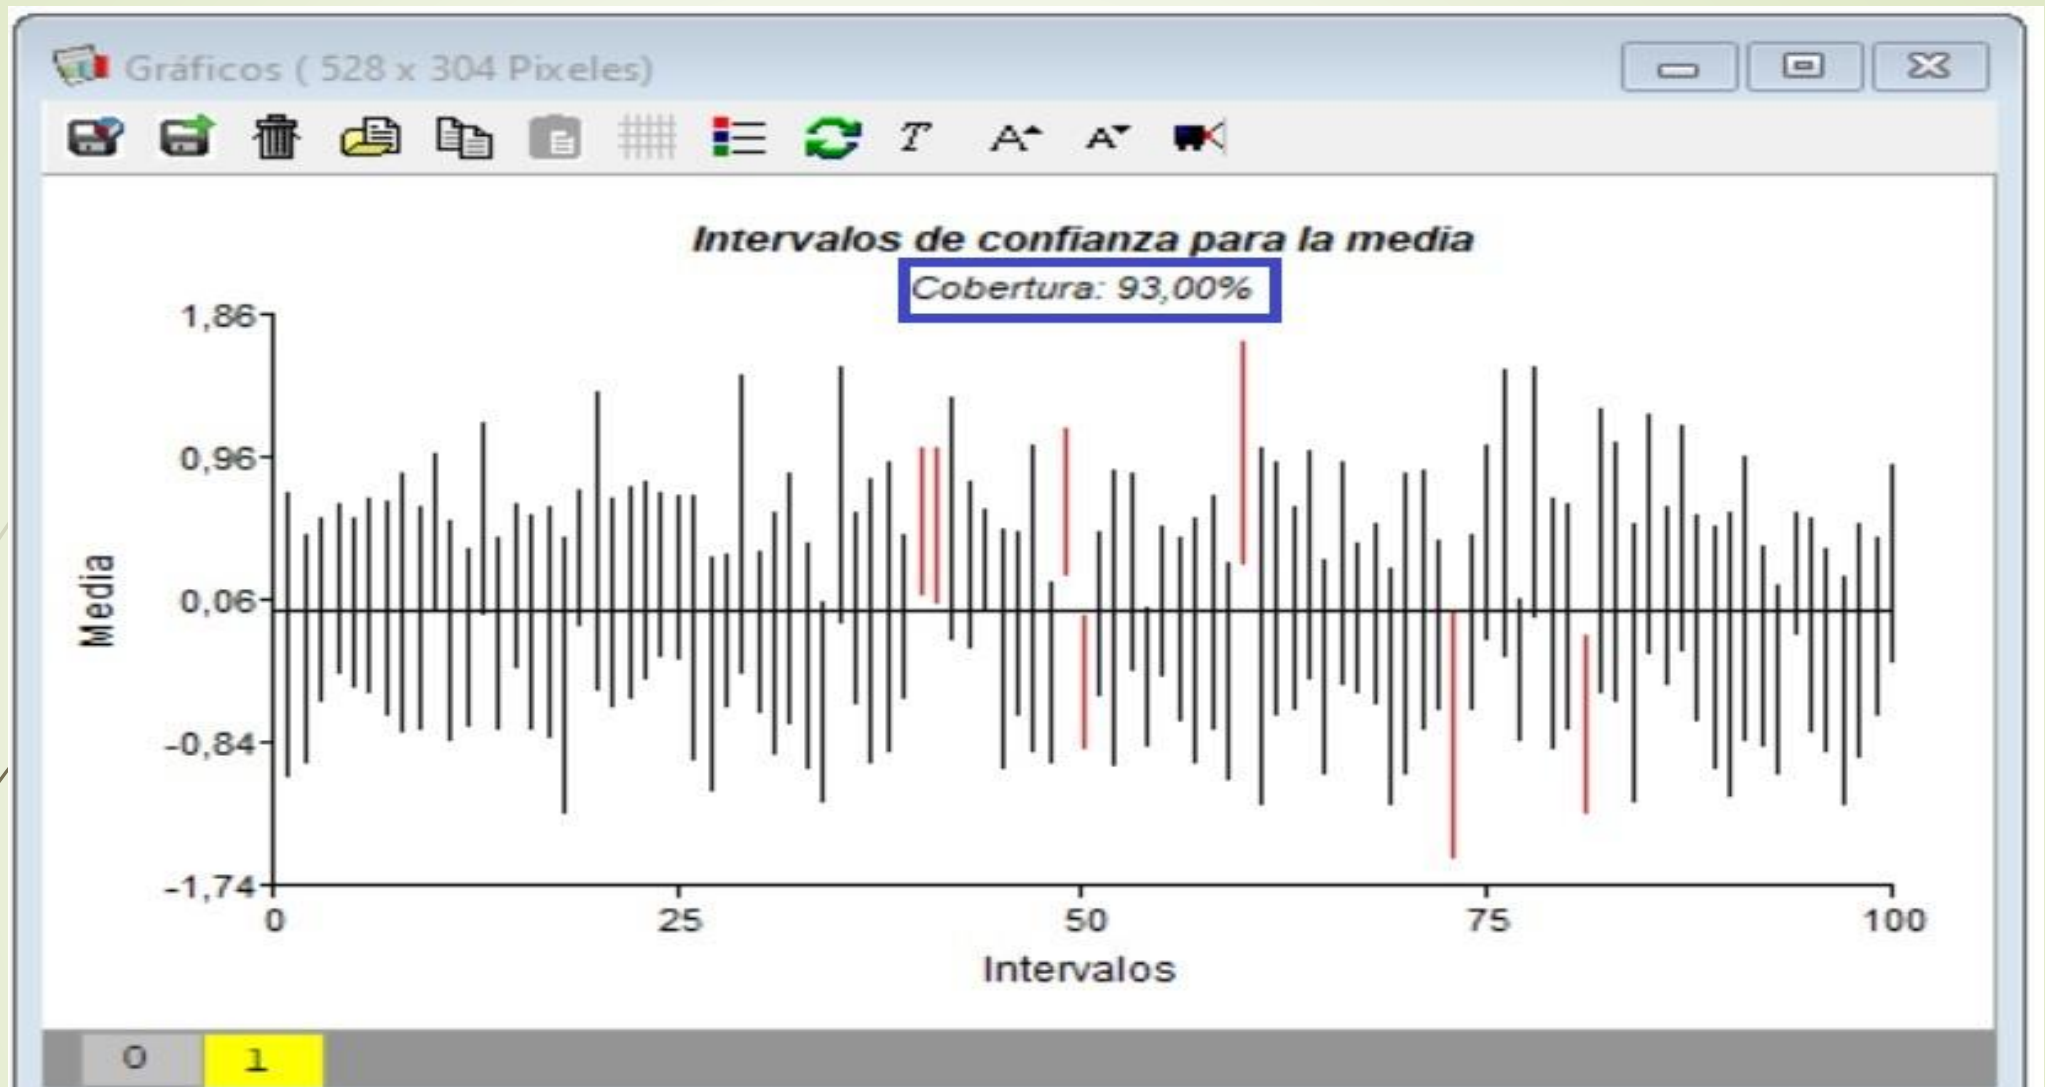 Gráficos ( 528 x 304 Pixeles)
T A A
Intervalos de confianza para la media
Cobertura: 93,00%
1,86
0,96
0,06
-0,84
-1,74
Media
0 25 50 75 100
Intervalos
0 1